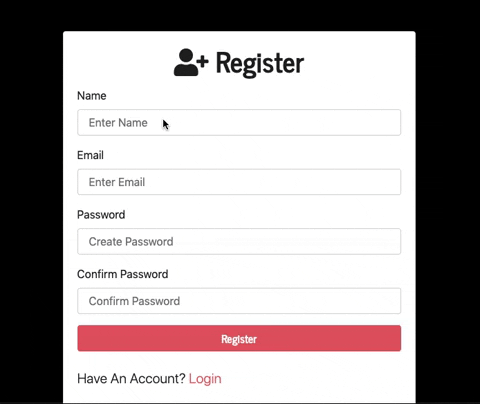 Register
Name
Enter Name
Email
Enter Email
Password
Create Password
Confirm Password
Confirm Password
Register
Have An Account? Login